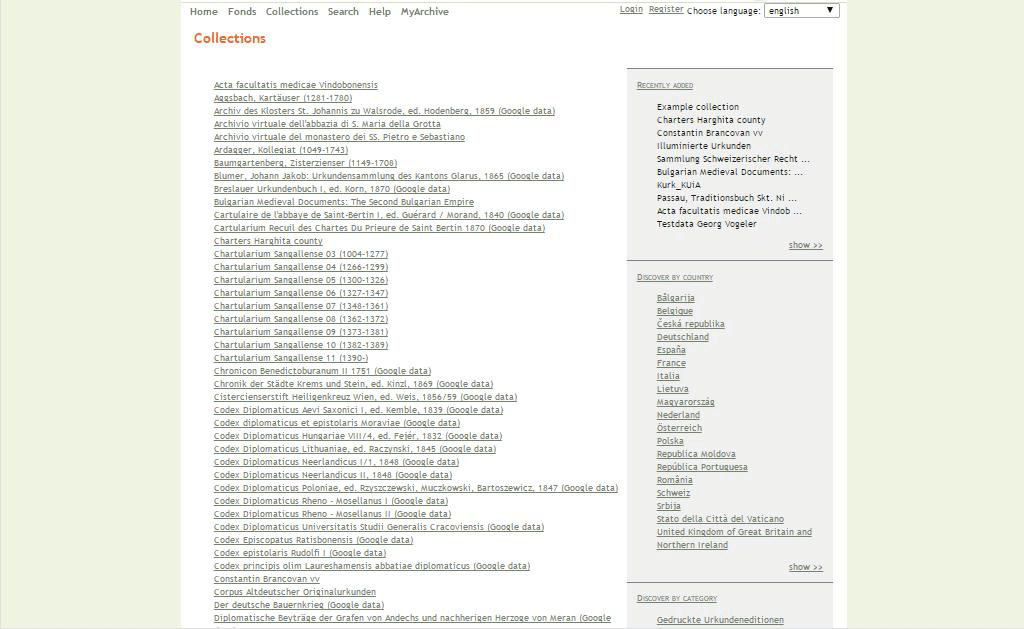 Home Fonds Collections Search Help MyArchive
Login Register Choose language: english
Collections
Acta facultatis medicae Vindobonensis
Aggsbach, Kartäuser (1281-1780)
Archiv des Klosters St. Johannis zu Walsrode, ed. Hodenberg, 1859 (Google data)
Archivio virtuale dell'abbazia di S. Maria della Grotta
Archivio virtuale del monastero dei SS. Pietro e Sebastiano
Ardagger, Kollegiat (1049-1743)
Baumgartenberg, Zisterzienser (1149-1708)
Blumer, Johann Jakob: Urkundensammlung des Kantons Glarus, 1865 (Google data)
Breslauer Urkundenbuch I, ed. Korn, 1870 (Google data)
Bulgarian Medieval Documents: The Second Bulgarian Empire
Cartulaire de l'abbaye de Saint-Bertin I, ed. Guérard / Morand, 1840 (Google data)
Cartularium Recuil des Chartes Du Prieure de Saint Bertin 1870 (Google data)
Charters Harghita county
Chartularium Sangallense 03 (1004-1277)
Chartularium Sangallense 04 (1266-1299)
Chartularium Sangallense 05 (1300-1326)
Chartularium Sangallense 06 (1327-1347)
Chartularium Sangallense 07 (1348-1361)
Chartularium Sangallense 08 (1362-1372)
Chartularium Sangallense 09 (1373-1381)
Chartularium Sangallense 10 (1382-1389)
Chartularium Sangallense 11 (1390-)
Chronicon Benedictoburanum II 1751 (Google data)
Chronik der Städte Krems und Stein, ed. Kinzl, 1869 (Google data)
Cistercienserstift Heiligenkreuz Wien, ed. Weis, 1856/59 (Google data)
Codex Diplomaticus Aevi Saxonici I, ed. Kemble, 1839 (Google data)
Codex diplomaticus et epistolaris Moraviae (Google data)
Codex Diplomaticus Hungariae VIII/4, ed. Fejér, 1832 (Google data)
Codex Diplomaticus Lithuaniae, ed. Raczynski, 1845 (Google data)
Codex Diplomaticus Neerlandicus I/1, 1848 (Google data)
Codex Diplomaticus Neerlandicus II, 1848 (Google data)
Codex Diplomaticus Poloniae, ed. Rzyszczewski, Muczkowski, Bartoszewicz, 1847 (Google data)
Codex Diplomaticus Rheno - Mosellanus I (Google data)
Codex Diplomaticus Rheno - Mosellanus II (Google data)
Codex Diplomaticus Universitatis Studii Generalis Cracoviensis (Google data)
Codex Episcopatus Ratisbonensis (Google data)
Codex epistolaris Rudolfi I (Google data)
Codex principis olim Laureshamensis abbatiae diplomaticus (Google data)
Constantin Brancovan vv
Corpus Altdeutscher Originalurkunden
Der deutsche Bauernkrieg (Google data)
Diplomatische Beyträge der Grafen von Andechs und nachherigen Herzoge von Meran (Google
Recently added
Example collection
Charters Harghita county
Constantin Brancovan vv
Illuminierte Urkunden
Sammlung Schweizerischer Recht ...
Bulgarian Medieval Documents: ...
Kurk_KUiA
Passau, Traditionsbuch Skt. Ni ...
Acta facultatis medicae Vindob ...
Testdata Georg Vogeler
show >>
Discover by country
Bâlgarija
Belgique
Česká republika
Deutschland
España
France
Italia
Lietuva
Magyarország
Nederland
Österreich
Polska
Republica Moldova
República Portuguesa
România
Schweiz
Srbija
Stato della Città del Vaticano
United Kingdom of Great Britain and
Northern Ireland
show >>
Discover by category
Gedruckte Urkundeneditionen